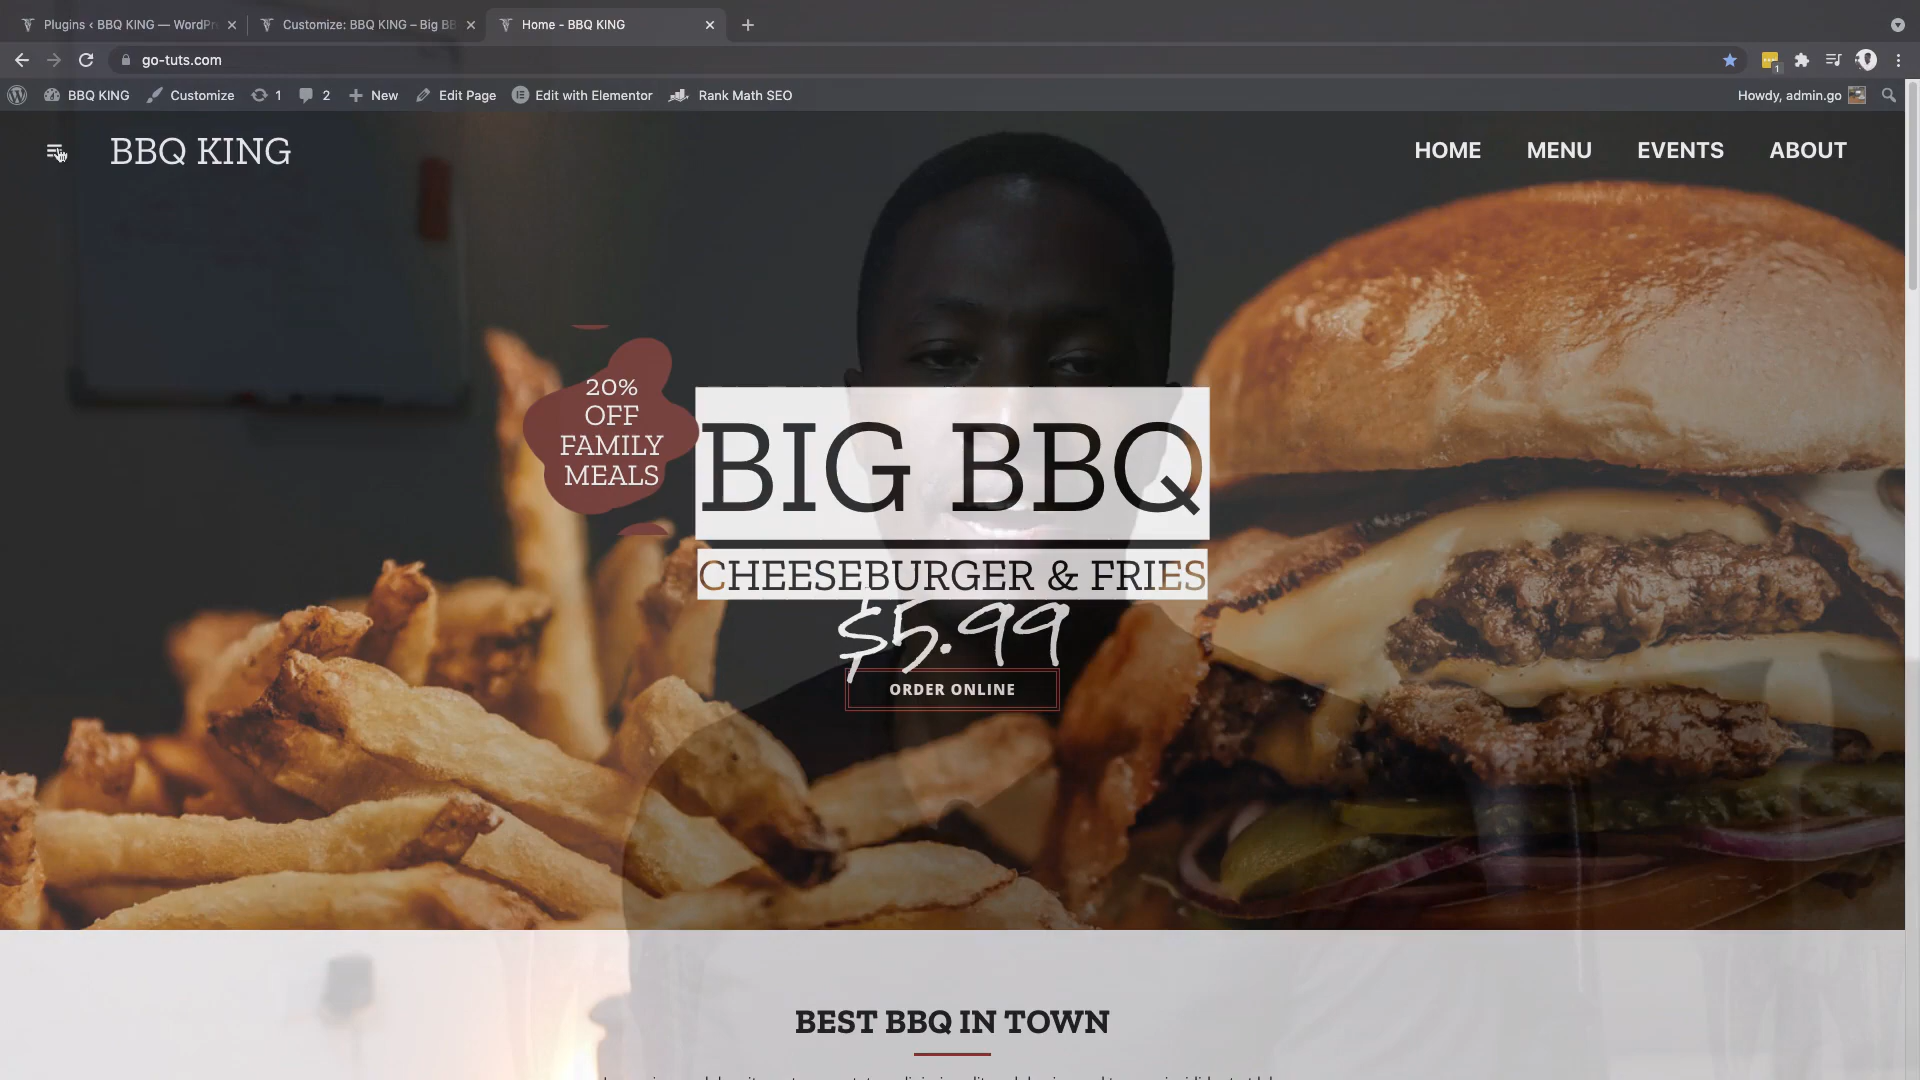 Plugins ‹ BBQ KING — WordPr
Customize: BBQ KING – Big BB
Home - BBQ KING
go-tuts.com
1
BBQ KING
Customize
1
2
New
Edit Page
Edit with Elementor
Rank Math SEO
Howdy, admin.go
BBQ KING
HOME
MENU
EVENTS
ABOUT
20%
OFF
FAMILY
MEALS
BIG BBQ
CHEESEBURGER & FRIES
$5.99
ORDER ONLINE
BEST BBQ IN TOWN